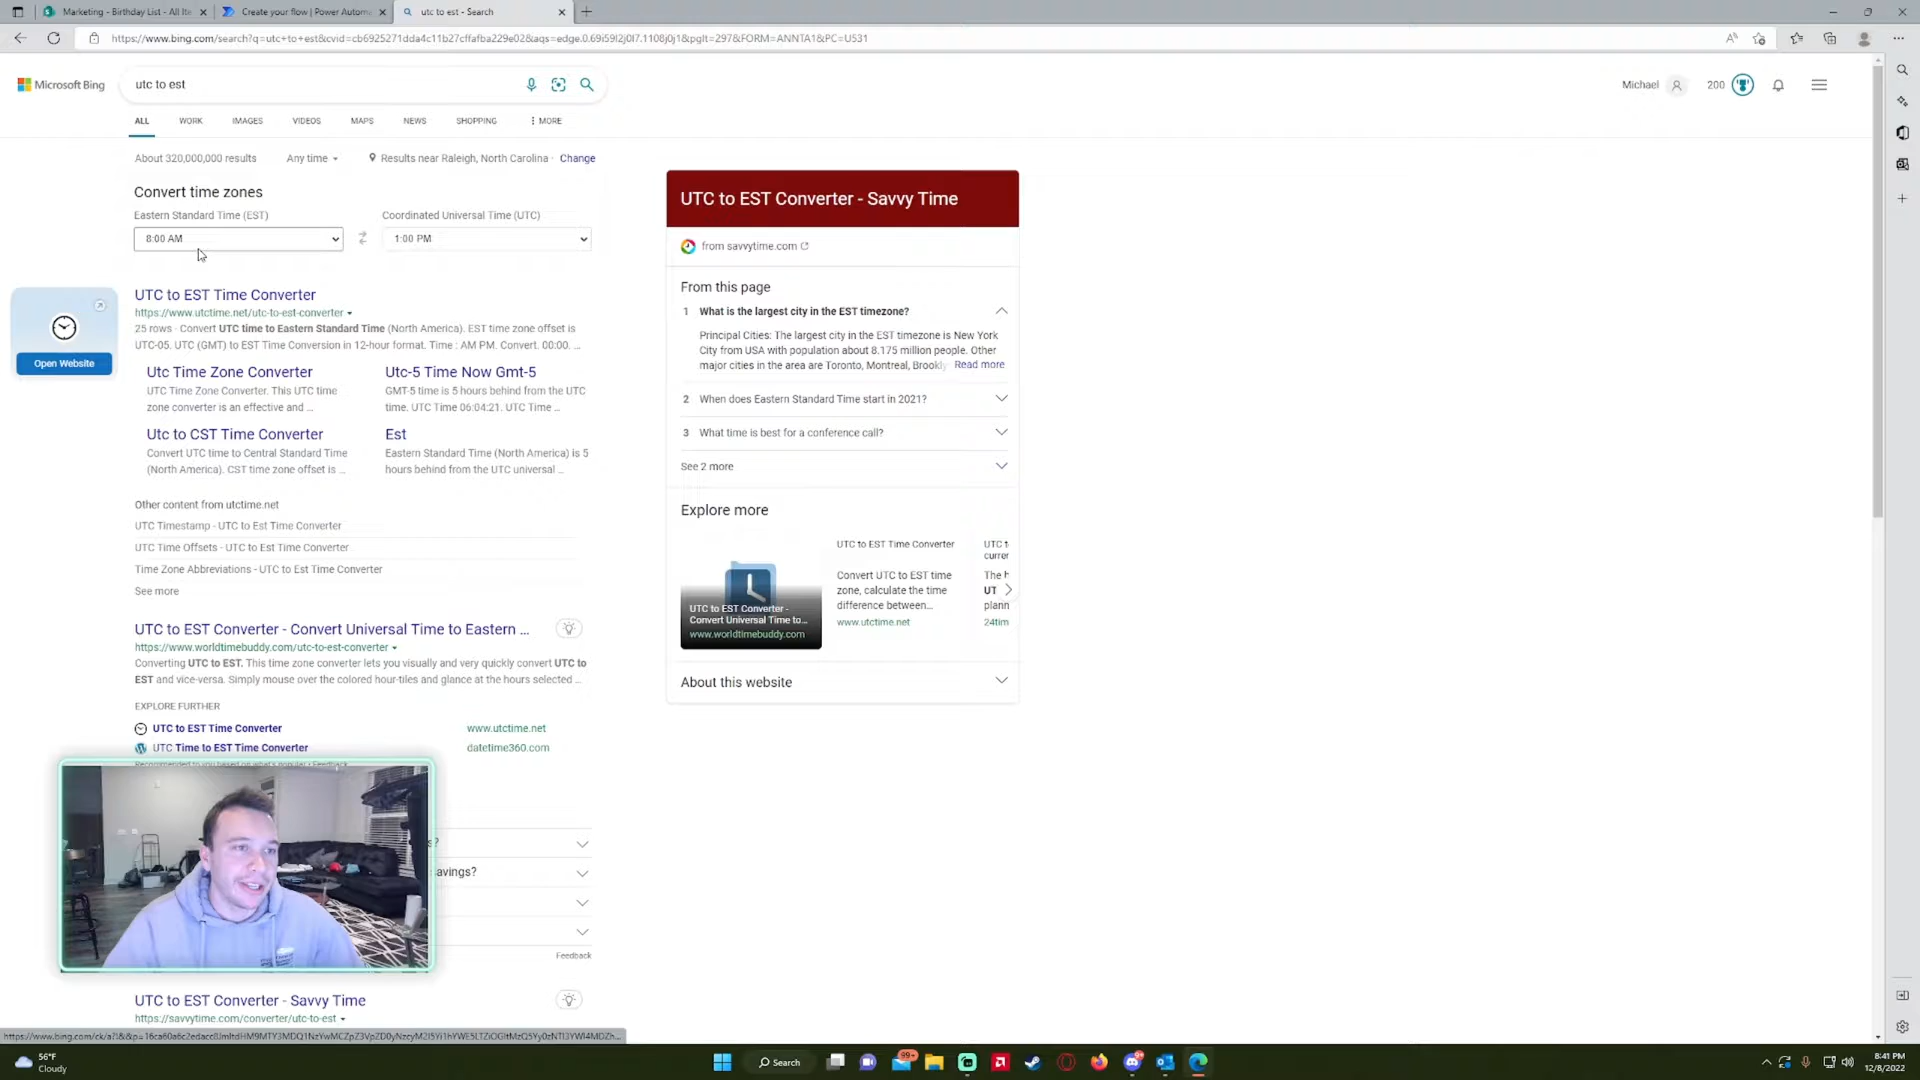 Marketing - Birthday List - All Ite
Create your flow | Power Automa
utc to est - Search
https://www.bing.com/search?q=utc+to+est&cvid=cb6925271dda4c11b27cffafba229e02&aqs=edge.0.69i59l2j0l7.1108j0j1&pglt=297&FORM=ANNTA1&PC=U531
Microsoft Bing
utc to est
Michael
200
ALL
WORK
IMAGES
VIDEOS
MAPS
NEWS
SHOPPING
MORE
About 320,000,000 results
Any time
Results near Raleigh, North Carolina · Change
Convert time zones
Eastern Standard Time (EST)
Coordinated Universal Time (UTC)
8:00 AM
1:00 PM
UTC to EST Time Converter
https://www.utctime.net/utc-to-est-converter
25 rows · Convert UTC time to Eastern Standard Time (North America). EST time zone offset is
UTC-05. UTC (GMT) to EST Time Conversion in 12-hour format. Time : AM PM. Convert. 00:00. ...
Open Website
Utc Time Zone Converter
UTC Time Zone Converter. This UTC time
zone converter is an effective and ...
Utc-5 Time Now Gmt-5
GMT-5 time is 5 hours behind from the UTC
time. UTC Time 06:04:21. UTC Time ...
Utc to CST Time Converter
Convert UTC time to Central Standard Time
(North America). CST time zone offset is ...
Est
Eastern Standard Time (North America) is 5
hours behind from the UTC universal ...
Other content from utctime.net
UTC Timestamp - UTC to Est Time Converter
UTC Time Offsets - UTC to Est Time Converter
Time Zone Abbreviations - UTC to Est Time Converter
See more
UTC to EST Converter - Convert Universal Time to Eastern ...
https://www.worldtimebuddy.com/utc-to-est-converter
Converting UTC to EST. This time zone converter lets you visually and very quickly convert UTC to
EST and vice-versa. Simply mouse over the colored hour-tiles and glance at the hours selected ...
EXPLORE FURTHER
UTC to EST Time Converter
www.utctime.net
UTC Time to EST Time Converter
datetime360.com
Recommended to you based on what's popular • Feedback
s?
avings?
Feedback
UTC to EST Converter - Savvy Time
https://savvytime.com/converter/utc-to-est
UTC to EST Converter - Savvy Time
from savvytime.com
From this page
1 What is the largest city in the EST timezone?
Principal Cities: The largest city in the EST timezone is New York
City from USA with population about 8.175 million people. Other
major cities in the area are Toronto, Montreal, Brookly Read more
2 When does Eastern Standard Time start in 2021?
3 What time is best for a conference call?
See 2 more
Explore more
UTC to EST Converter -
Convert Universal Time to...
www.worldtimebuddy.com
UTC to EST Time Converter
Convert UTC to EST time
zone, calculate the time
difference between...
www.utctime.net
UTC t
currer
The h
UT
plann
24tim
About this website
56°F
Cloudy
Search
99+
8:41 PM
12/8/2022